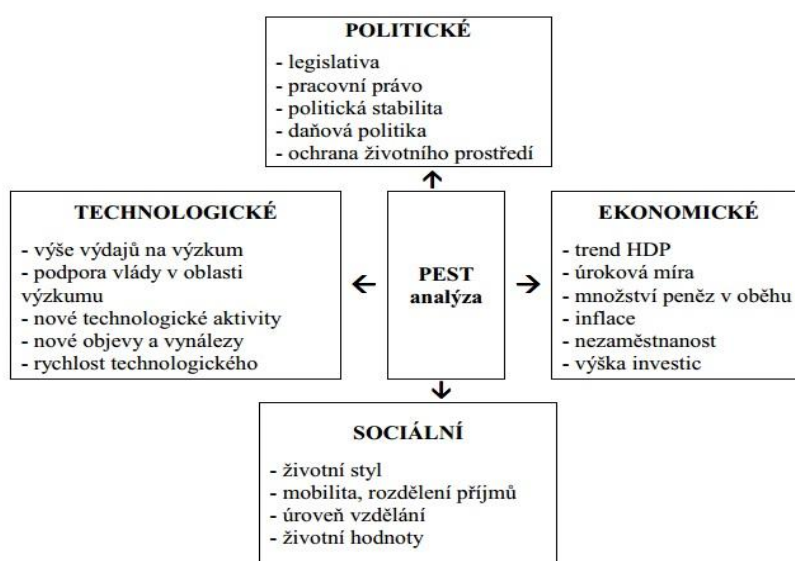 POLITICKÉ
- legislativa
- pracovní právo
- politická stabilita
- daňová politika
- ochrana životního prostředí
TECHNOLOGICKÉ
- výše výdajů na výzkum
- podpora vlády v oblasti
výzkumu
- nové technologické aktivity
- nové objevy a vynálezy
- rychlost technologického
PEST
analýza
EKONOMICKÉ
- trend HDP
- úroková míra
- množství peněz v oběhu
- inflace
- nezaměstnanost
- výška investic
SOCIÁLNÍ
- životní styl
- mobilita, rozdělení příjmů
- úroveň vzdělání
- životní hodnoty